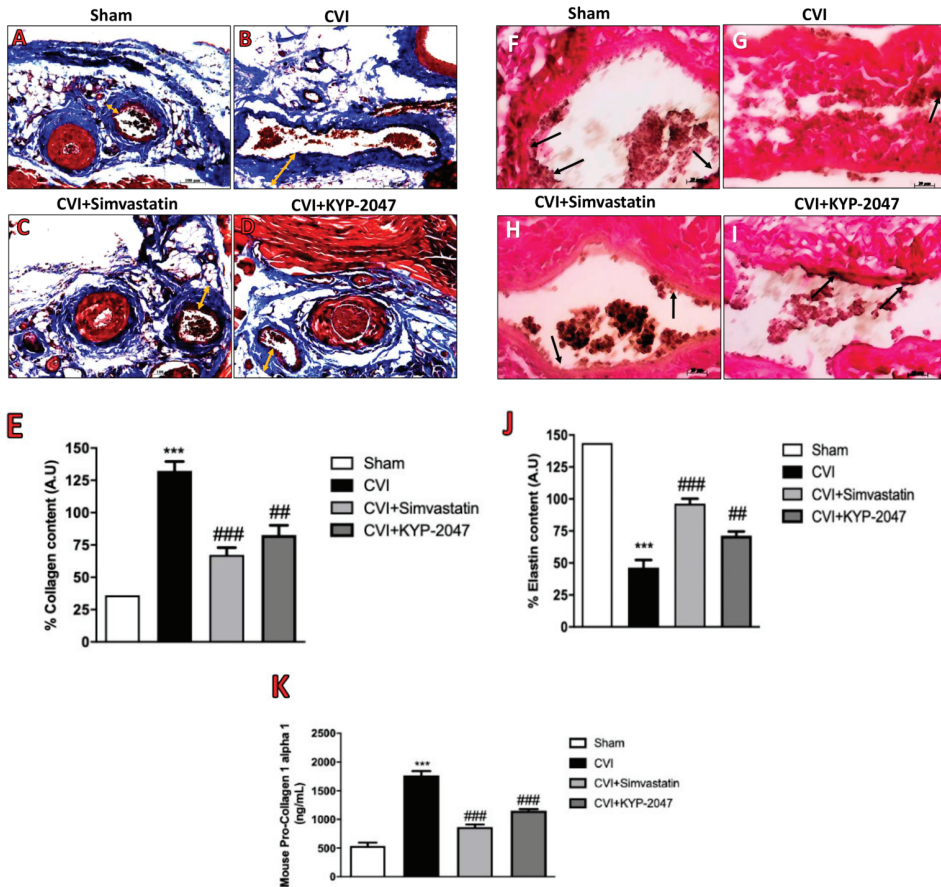 Sham
CVI
A
B
CVI+Simvastatin
CVI+KYP-2047
C
D
Sham
CVI
F
G
CVI+Simvastatin
CVI+KYP-2047
H
I
E
% Collagen content (A.U)
150
125
100
75
50
25
0
***
###
##
Sham
CVI
CVI+Simvastatin
CVI+KYP-2047
J
% Elastin content (A.U)
150
125
100
75
50
25
0
***
###
##
Sham
CVI
CVI+Simvastatin
CVI+KYP-2047
K
Mouse Pro-Collagen 1 alpha 1
(ng/mL)
2500
2000
1500
1000
500
0
***
###
###
Sham
CVI
CVI+Simvastatin
CVI+KYP-2047